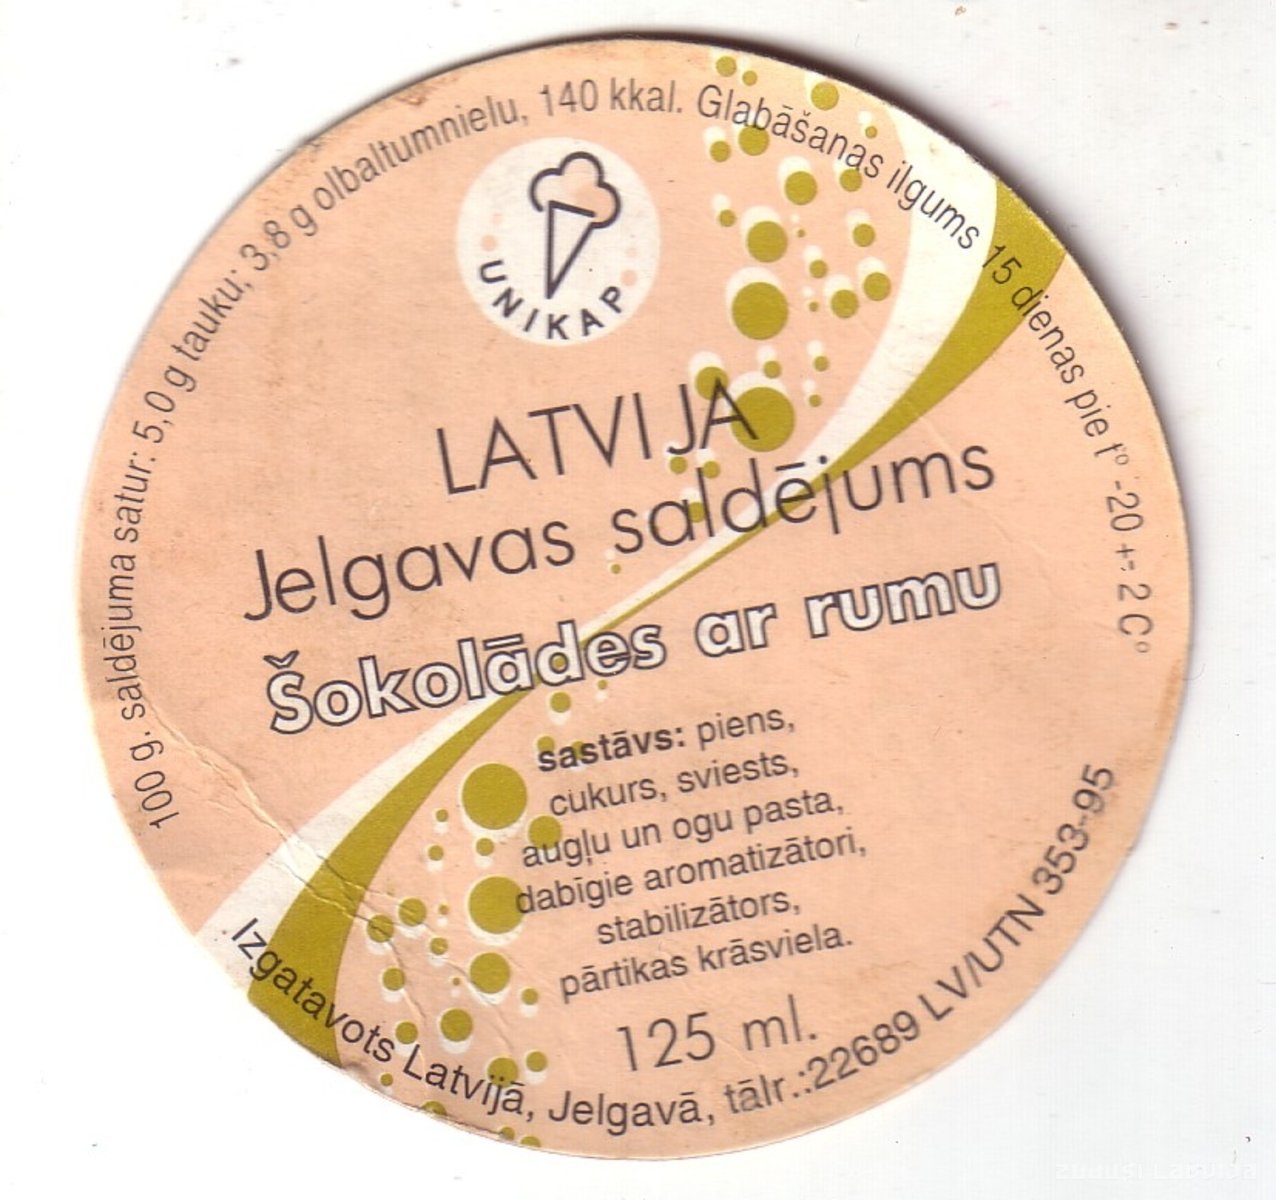 100 g. saldējuma satur: 5,0 g tauku; 3,8 g olbaltumnielu, 140 kkal. Glabāšanas ilgums 15 dienas pie t° -20 +- 2 C°
UNIKAP
LATVIJA
Jelgavas saldējums
Šokolādes ar rumu
sastāvs: piens,
cukurs, sviests,
augļu un ogu pasta,
dabīgie aromatizātori,
stabilizātors,
pārtikas krāsviela.
125 ml.
Izgatavots Latvijā, Jelgavā, tālr.:22689 LV/UTN 353-95
zudusi Latvija